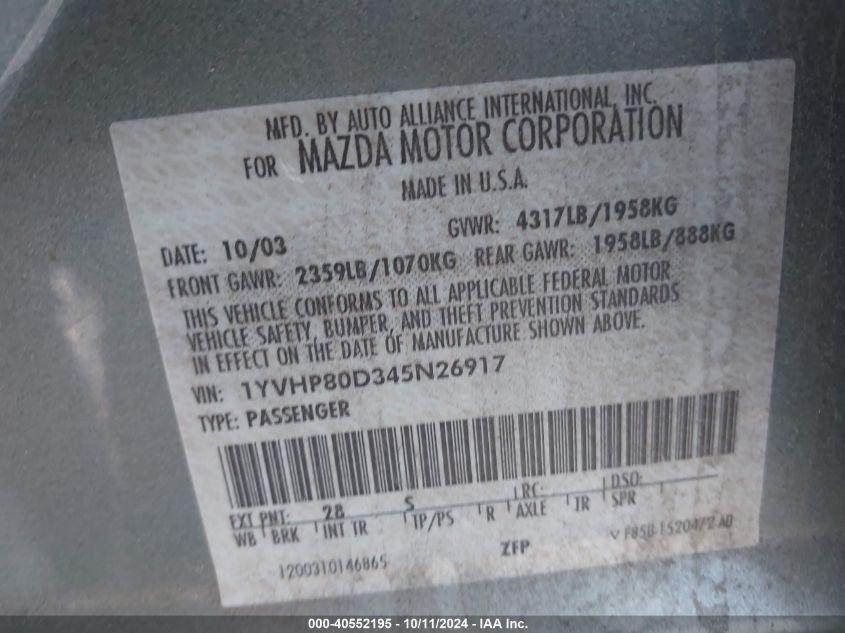 MFD. BY AUTO ALLIANCE INTERNATIONAL, INC.
FOR MAZDA MOTOR CORPORATION
MADE IN U.S.A.
DATE: 10/03 GVWR: 4317LB/1958KG
FRONT GAWR: 2359LB/1070KG REAR GAWR: 1958LB/888KG
THIS VEHICLE CONFORMS TO ALL APPLICABLE FEDERAL MOTOR
VEHICLE SAFETY, BUMPER, AND THEFT PREVENTION STANDARDS
IN EFFECT ON THE DATE OF MANUFACTURE SHOWN ABOVE.
VIN: 1YVHP80D345N26917
TYPE: PASSENGER
EXT PNT: 28 S RC: DSO:
WB BRK INT TR TP/PS R AXLE TR SPR
1200310146865 ZFP
000-40552195 - 10/11/2024 - IAA Inc.